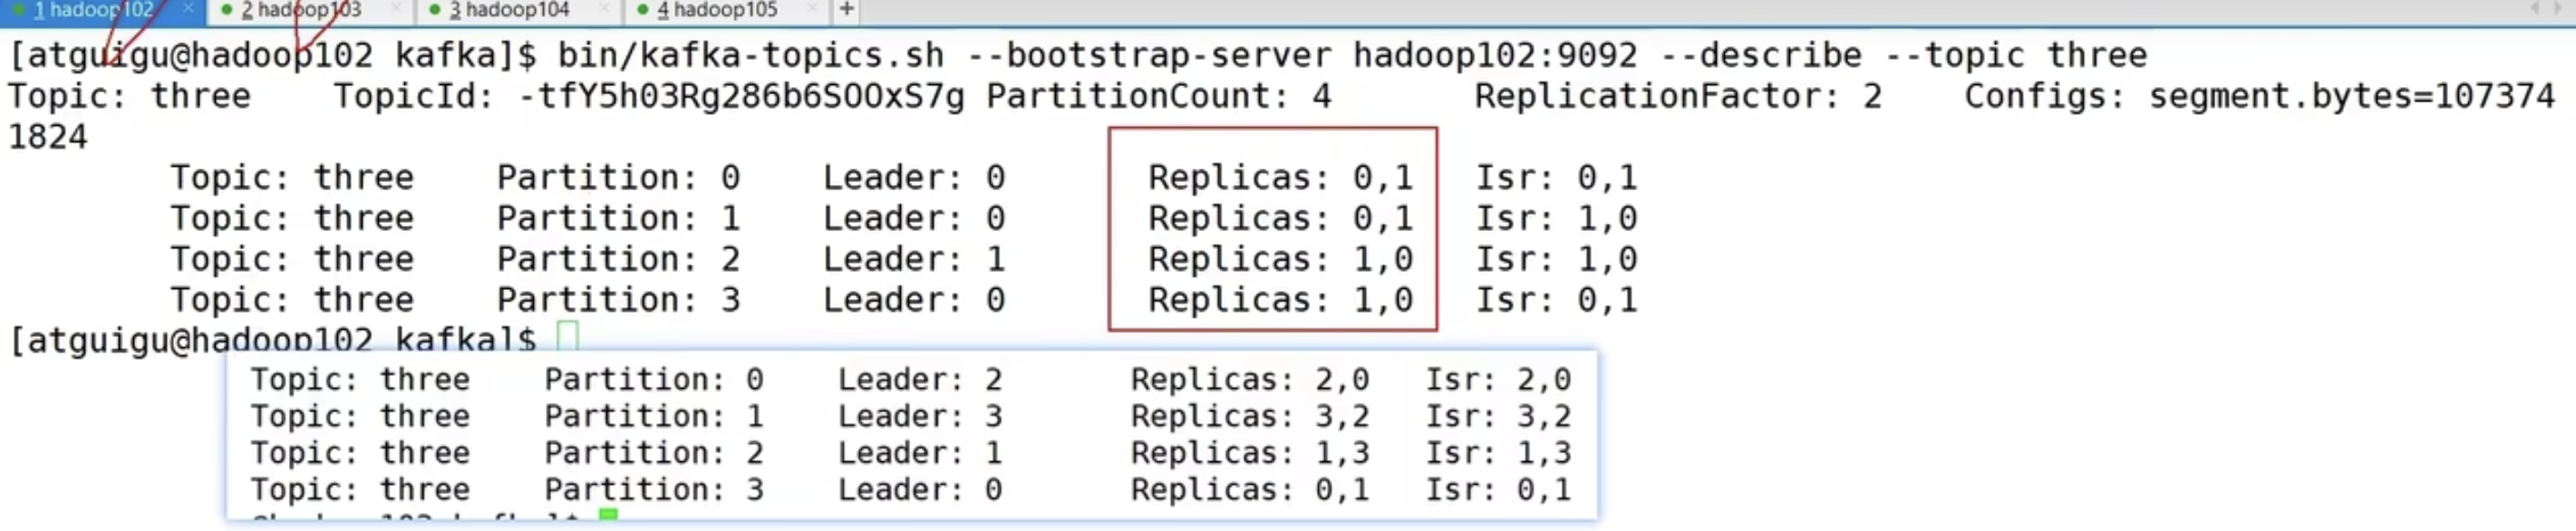 1 hadoop102 2 hadoop103 3 hadoop104 4 hadoop105 +
[atguigu@hadoop102 kafka]$ bin/kafka-topics.sh --bootstrap-server hadoop102:9092 --describe --topic three
Topic: three TopicId: -tfY5h03Rg286b6SOOxS7g PartitionCount: 4 ReplicationFactor: 2 Configs: segment.bytes=107374
1824
Topic: three Partition: 0 Leader: 0 Replicas: 0,1 Isr: 0,1
Topic: three Partition: 1 Leader: 0 Replicas: 0,1 Isr: 1,0
Topic: three Partition: 2 Leader: 1 Replicas: 1,0 Isr: 1,0
Topic: three Partition: 3 Leader: 0 Replicas: 1,0 Isr: 0,1
[atguigu@hadoop102 kafka]$
Topic: three Partition: 0 Leader: 2 Replicas: 2,0 Isr: 2,0
Topic: three Partition: 1 Leader: 3 Replicas: 3,2 Isr: 3,2
Topic: three Partition: 2 Leader: 1 Replicas: 1,3 Isr: 1,3
Topic: three Partition: 3 Leader: 0 Replicas: 0,1 Isr: 0,1